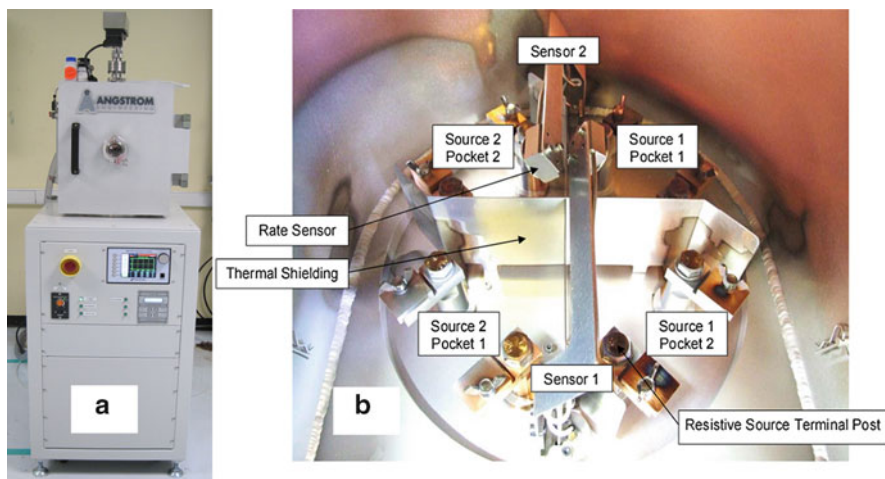 ANGSTROM
ENGINEERING
a
Sensor 2
Source 2
Pocket 2
Source 1
Pocket 1
Rate Sensor
Thermal Shielding
Source 2
Pocket 1
Source 1
Pocket 2
Sensor 1
b
Resistive Source Terminal Post